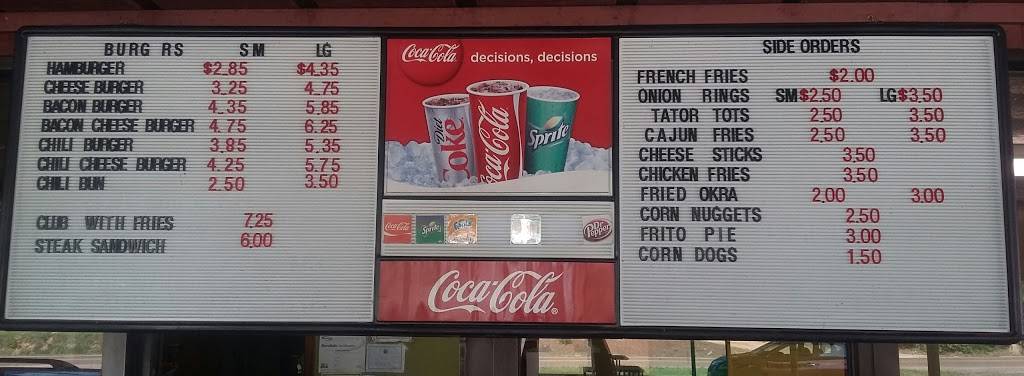 BURG RS SM LG
HAMBURGER $2.85 $4.35
CHEESE BURGER 3.25 4.75
BACON BURGER 4.35 5.85
BACON CHEESE BURGER 4.75 6.25
CHILI BURGER 3.85 5.35
CHILI CHEESE BURGER 4.25 5.75
CHILI BUN 2.50 3.50
CLUB WITH FRIES 7.25
STEAK SANDWICH 6.00
Coca-Cola decisions, decisions
Diet Coke
Coca-Cola
Sprite
Coca-Cola Sprite Dr Pepper
Coca-Cola
SIDE ORDERS
FRENCH FRIES $2.00
ONION RINGS SM$2.50 LG$3.50
TATOR TOTS 2.50 3.50
CAJUN FRIES 2.50 3.50
CHEESE STICKS 3.50
CHICKEN FRIES 3.50
FRIED OKRA 2.00 3.00
CORN NUGGETS 2.50
FRITO PIE 3.00
CORN DOGS 1.50